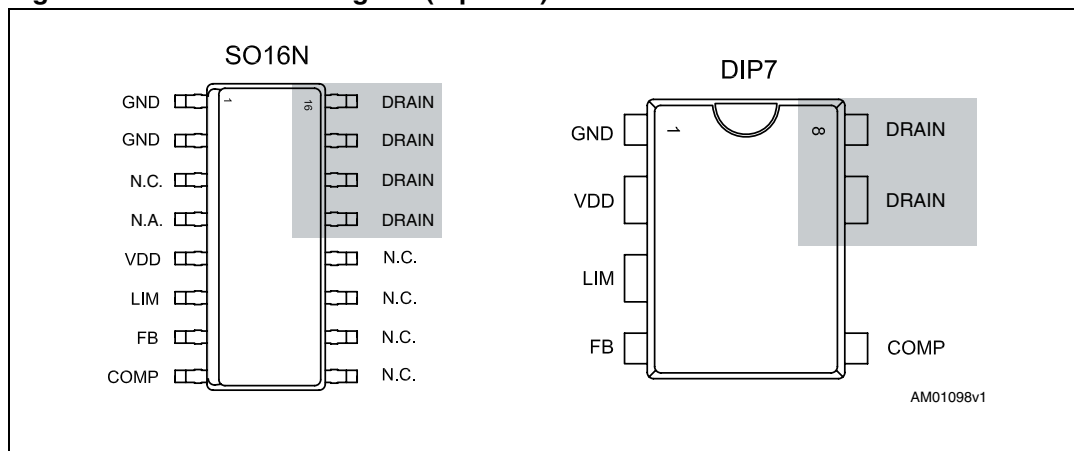 SO16N
GND 1 16 DRAIN
GND DRAIN
N.C. DRAIN
N.A. DRAIN
VDD N.C.
LIM N.C.
FB N.C.
COMP N.C.
DIP7
GND 1 8 DRAIN
VDD DRAIN
LIM
FB COMP
AM01098v1